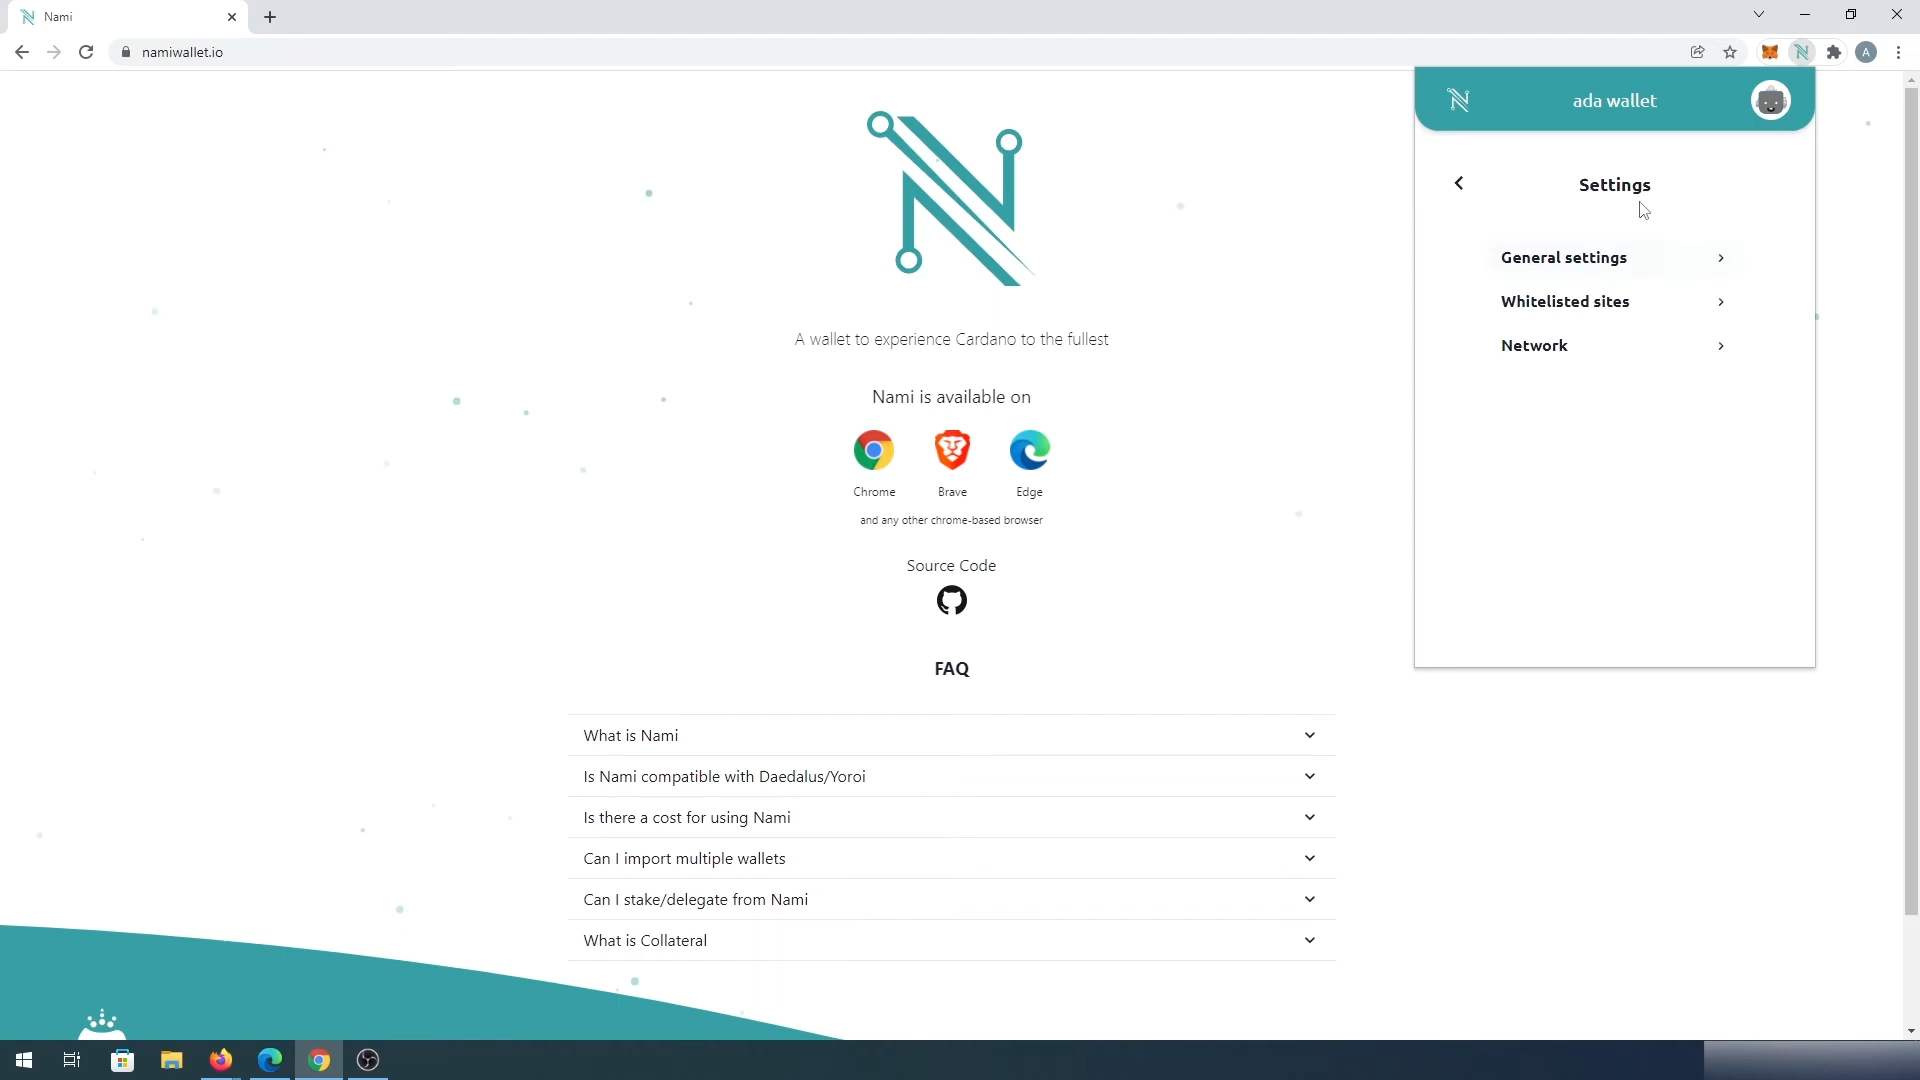 Nami
namiwallet.io
A
ada wallet
Settings
General settings
Whitelisted sites
Network
A wallet to experience Cardano to the fullest
Nami is available on
Chrome
Brave
Edge
and any other chrome-based browser
Source Code
FAQ
What is Nami
Is Nami compatible with Daedalus/Yoroi
Is there a cost for using Nami
Can I import multiple wallets
Can I stake/delegate from Nami
What is Collateral